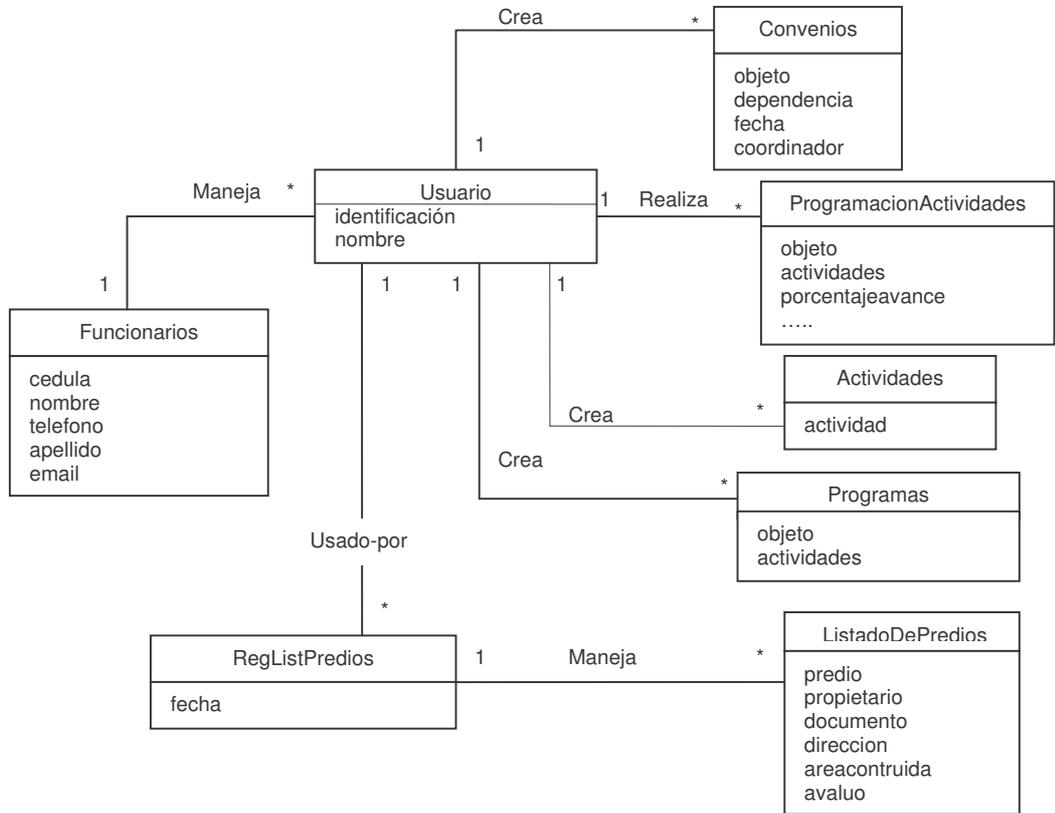 Crea
*
Convenios
objeto
dependencia
fecha
coordinador
1
Maneja
*
Usuario
identificación
nombre
1
Realiza
*
ProgramacionActividades
objeto
actividades
porcentajeavance
…..
1
1
1
1
Funcionarios
cedula
nombre
telefono
apellido
email
Actividades
actividad
Crea
*
Crea
*
Programas
objeto
actividades
Usado-por
*
RegListPredios
fecha
1
Maneja
*
ListadoDePredios
predio
propietario
documento
direccion
areacontruida
avaluo